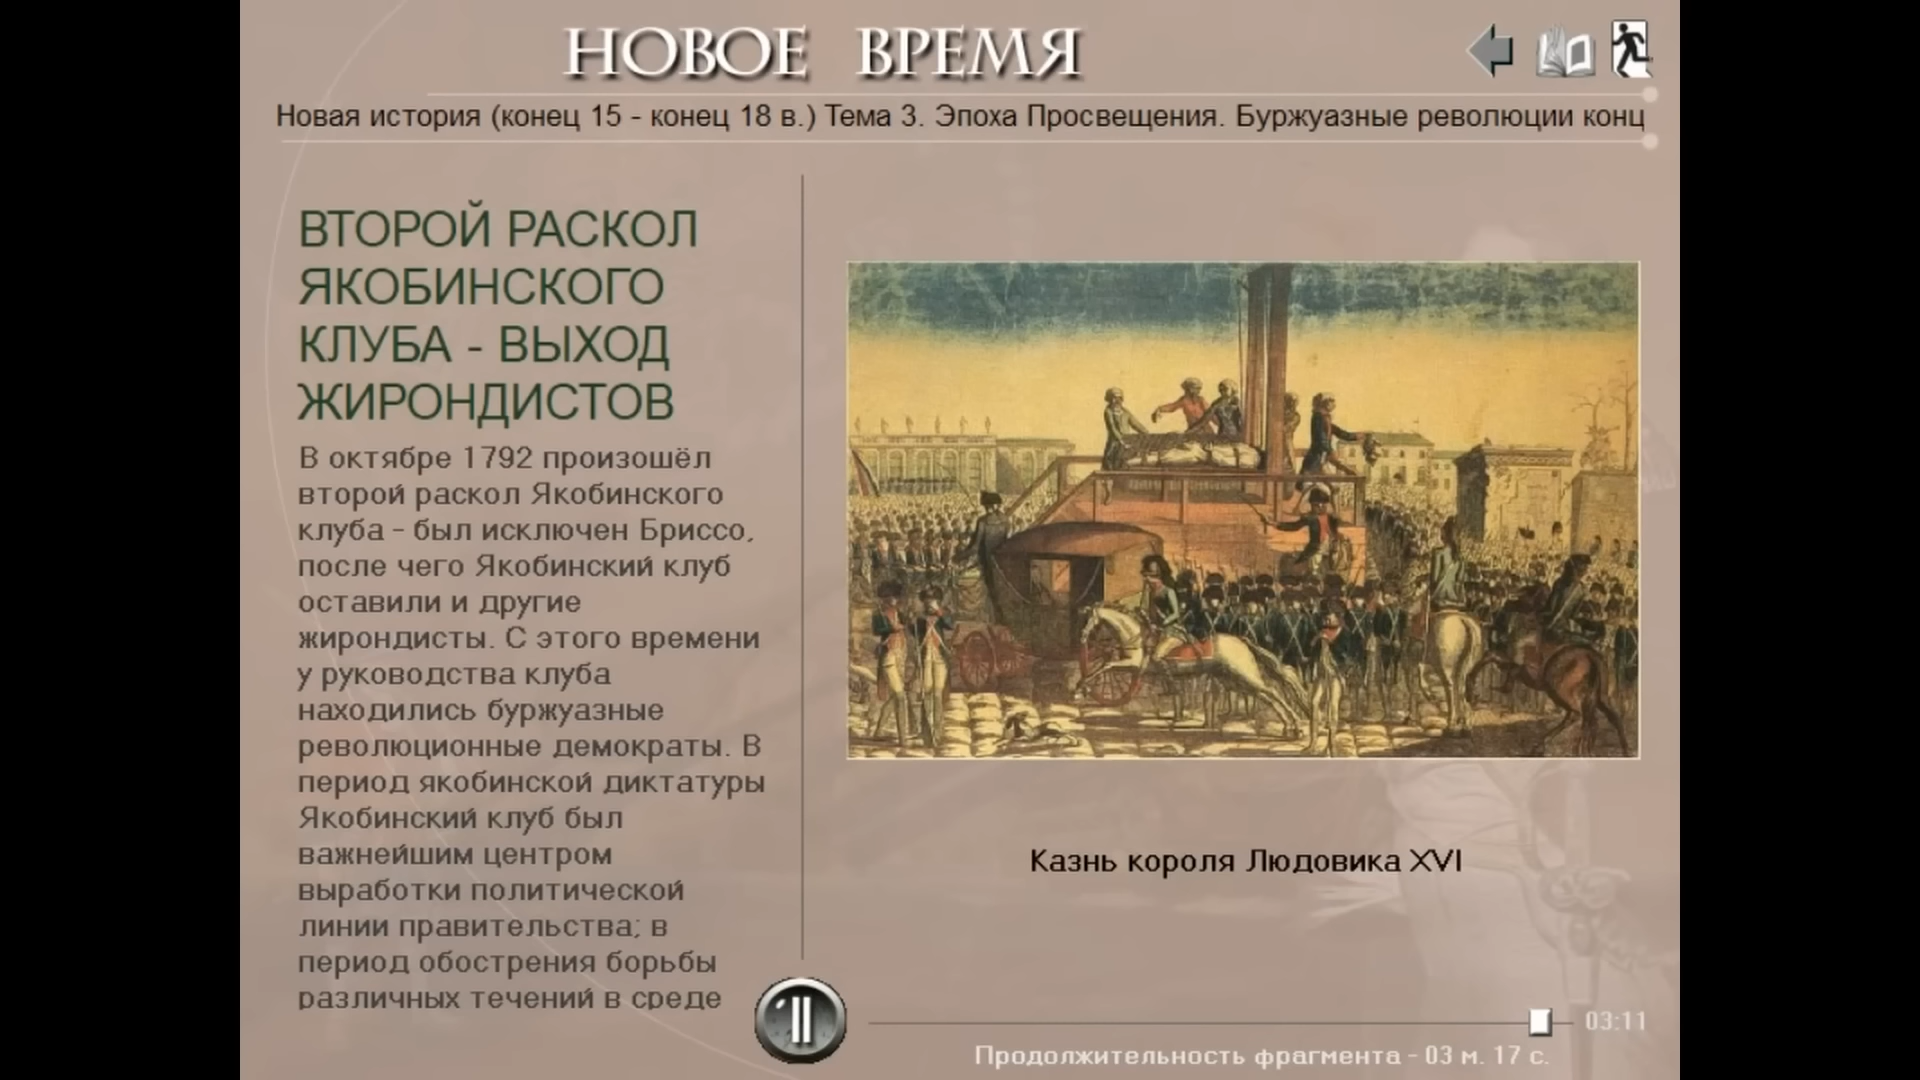 НОВОЕ ВРЕМЯ
Новая история (конец 15 - конец 18 в.) Тема 3. Эпоха Просвещения. Буржуазные революции конц
ВТОРОЙ РАСКОЛ
ЯКОБИНСКОГО
КЛУБА - ВЫХОД
ЖИРОНДИСТОВ
В октябре 1792 произошёл
второй раскол Якобинского
клуба - был исключен Бриссо,
после чего Якобинский клуб
оставили и другие
жирондисты. С этого времени
у руководства клуба
находились буржуазные
революционные демократы. В
период якобинской диктатуры
Якобинский клуб был
важнейшим центром
выработки политической
линии правительства; в
период обострения борьбы
различных течений в среде
Казнь короля Людовика XVI
03:11
Продолжительность фрагмента - 03 м. 17 с.